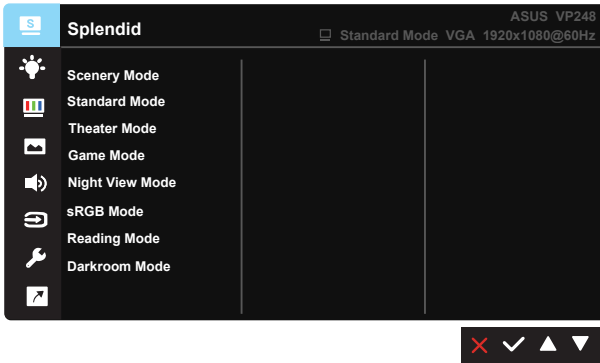 S
Splendid
ASUS VP248
Standard Mode VGA 1920x1080@60Hz
Scenery Mode
Standard Mode
Theater Mode
Game Mode
Night View Mode
sRGB Mode
Reading Mode
Darkroom Mode